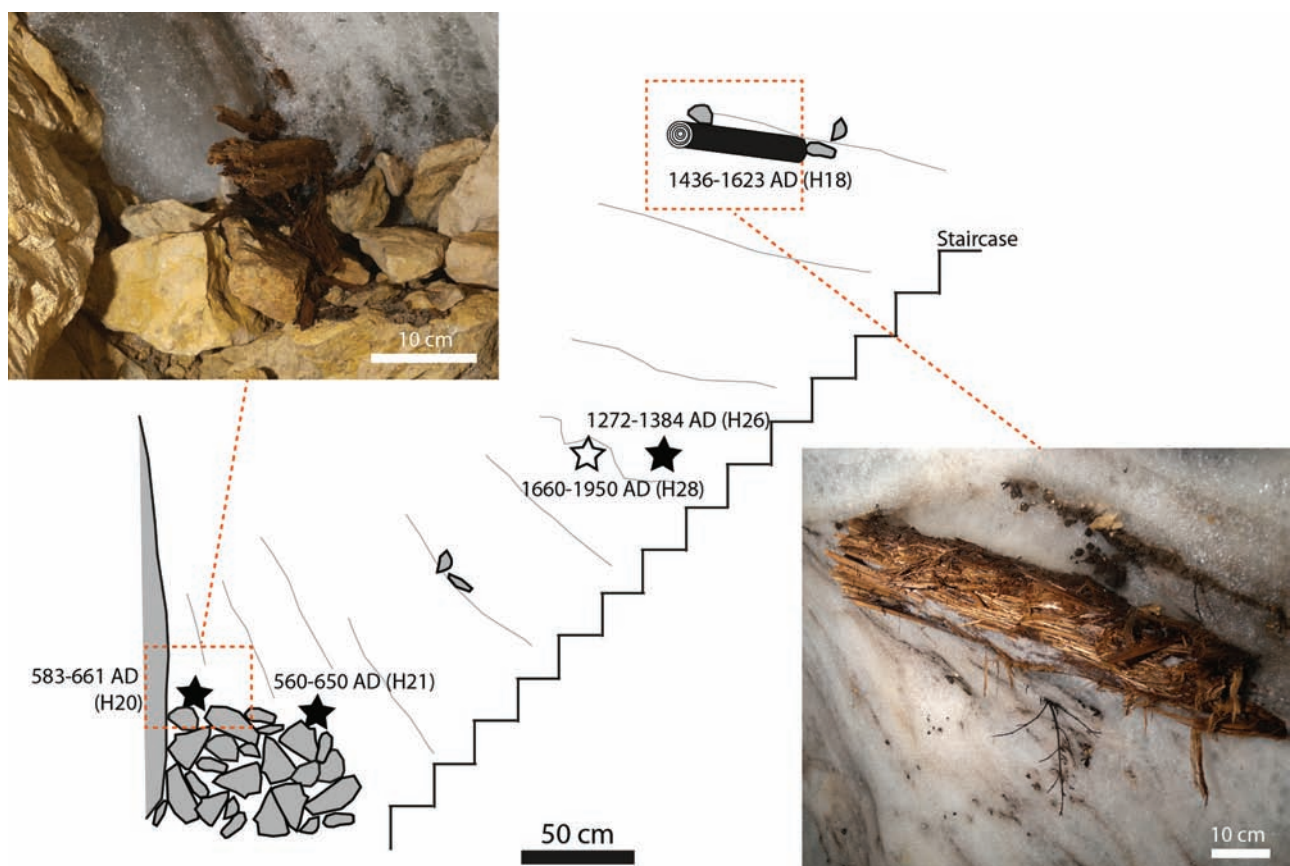 1436-1623 AD (H18)
Staircase
10 cm
1272-1384 AD (H26)
1660-1950 AD (H28)
583-661 AD
(H20)
560-650 AD (H21)
50 cm
10 cm